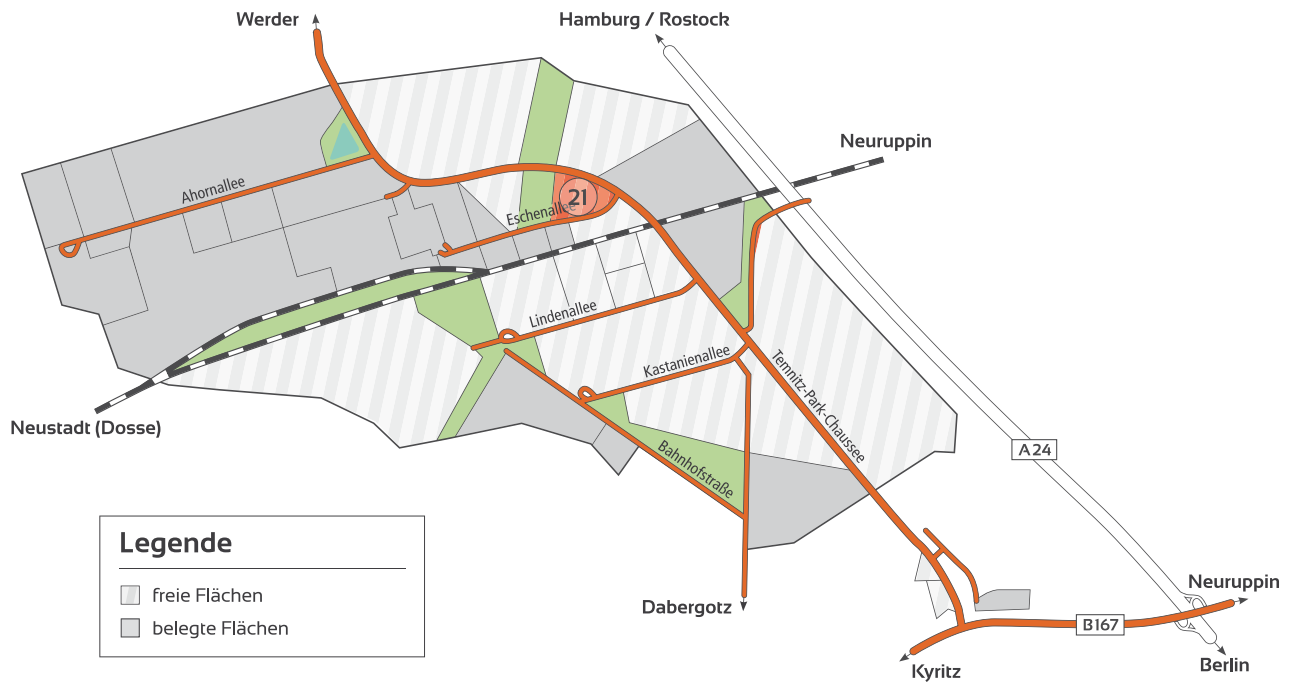 Werder
Hamburg / Rostock
Neuruppin
Ahornallee
21
Eschenallee
Lindenallee
Kastanienallee
Temnitz-Park-Chaussee
Neustadt (Dosse)
A 24
Bahnhofstraße
Legende
freie Flächen
belegte Flächen
Dabergotz
Neuruppin
B167
Kyritz
Berlin